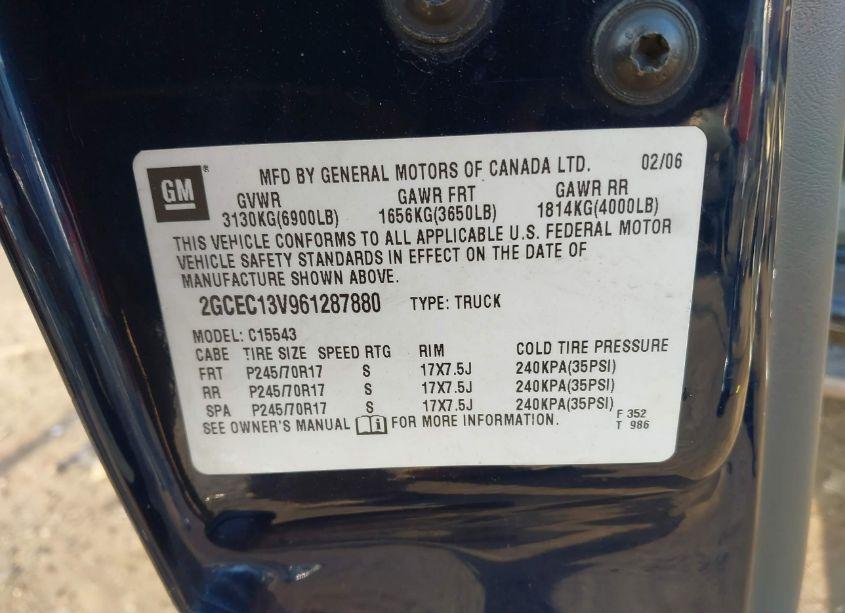 GM ® MFD BY GENERAL MOTORS OF CANADA LTD. 02/06
GVWR GAWR FRT GAWR RR
3130KG(6900LB) 1656KG(3650LB) 1814KG(4000LB)
THIS VEHICLE CONFORMS TO ALL APPLICABLE U.S. FEDERAL MOTOR
VEHICLE SAFETY STANDARDS IN EFFECT ON THE DATE OF
MANUFACTURE SHOWN ABOVE.
2GCEC13V961287880 TYPE: TRUCK
MODEL: C15543
CABE TIRE SIZE SPEED RTG RIM COLD TIRE PRESSURE
FRT P245/70R17 S 17X7.5J 240KPA(35PSI)
RR P245/70R17 S 17X7.5J 240KPA(35PSI)
SPA P245/70R17 S 17X7.5J 240KPA(35PSI)
SEE OWNER'S MANUAL FOR MORE INFORMATION.
F 352
T 986